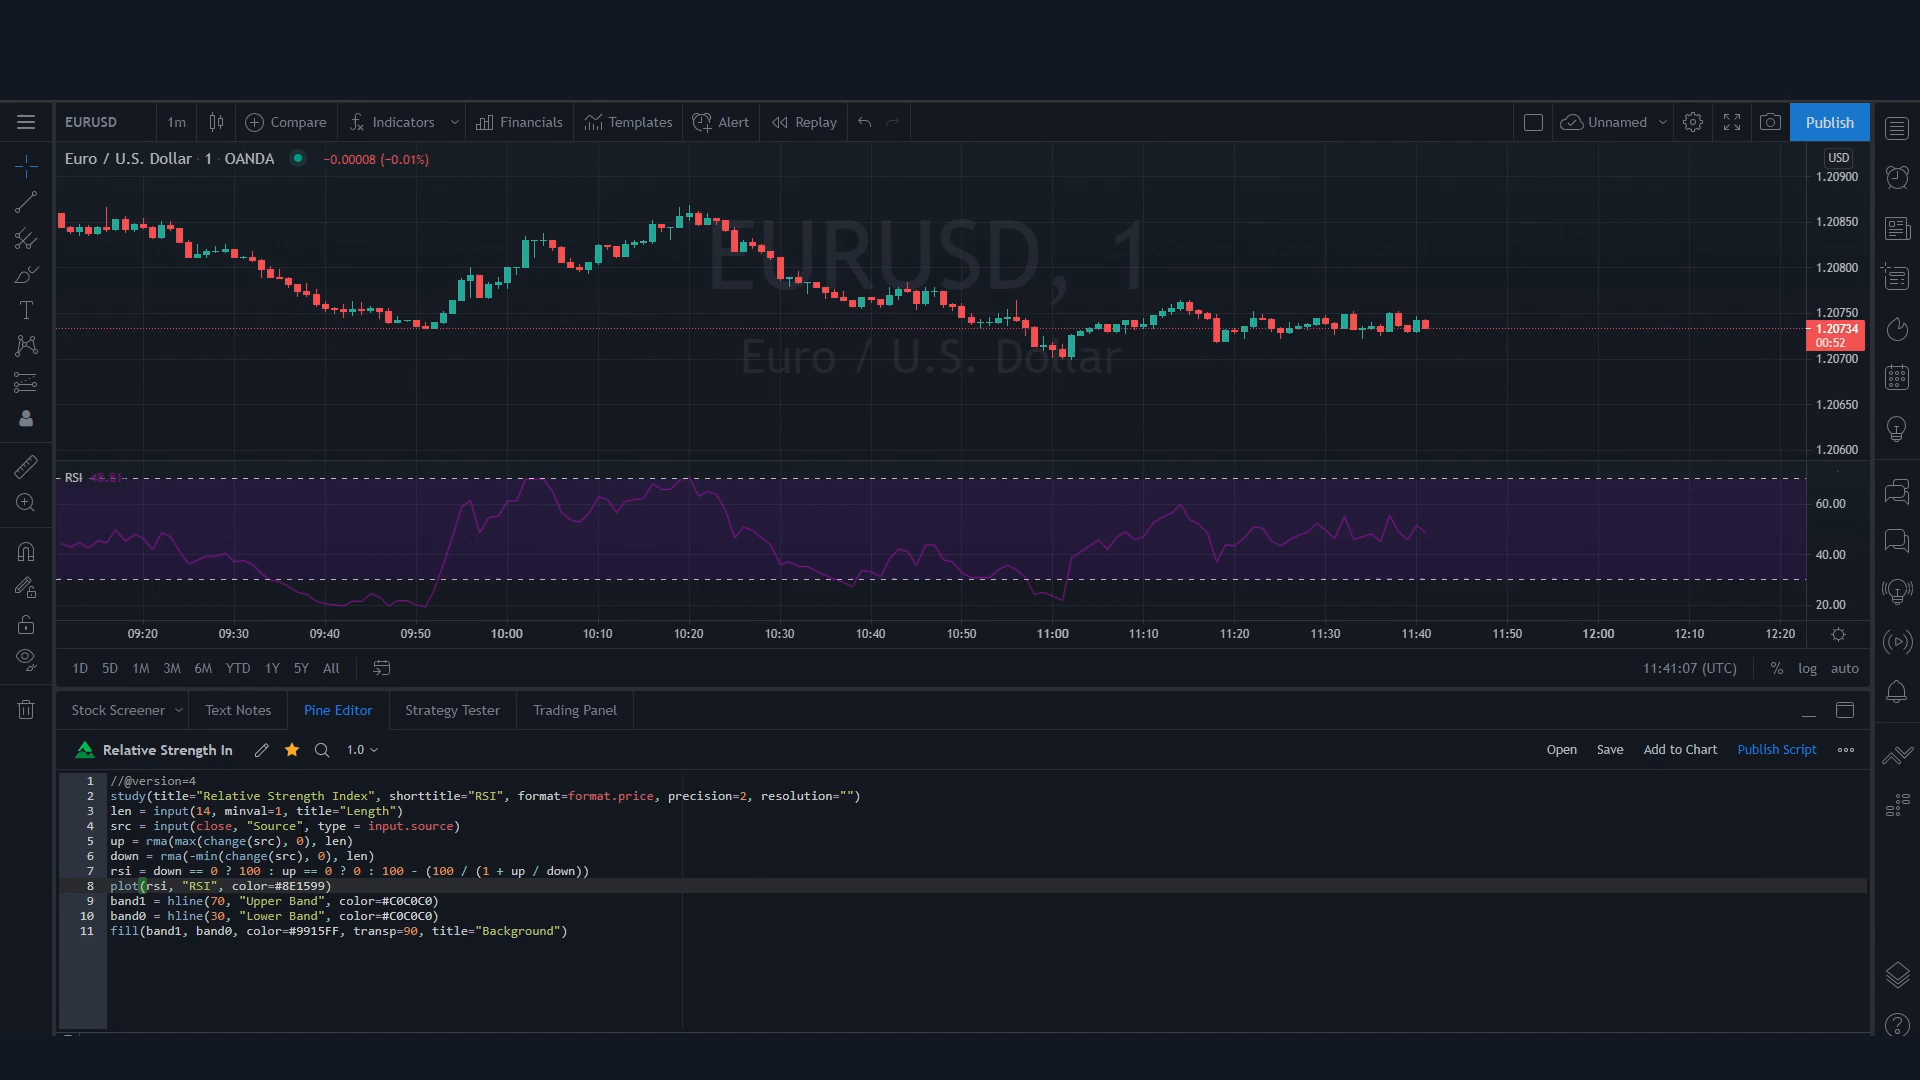 EURUSD 1m Compare Indicators Financials Templates Alert Replay Unnamed Publish
Euro / U.S. Dollar · 1 · OANDA −0.00008 (−0.01%)
USD
1.20900
1.20850
1.20800
1.20750
1.20734
00:52
1.20700
1.20650
1.20600
EURUSD, 1
Euro / U.S. Dollar
RSI 48.81
60.00
40.00
20.00
09:20 09:30 09:40 09:50 10:00 10:10 10:20 10:30 10:40 10:50 11:00 11:10 11:20 11:30 11:40 11:50 12:00 12:10 12:20
1D 5D 1M 3M 6M YTD 1Y 5Y All 11:41:07 (UTC) % log auto
Stock Screener Text Notes Pine Editor Strategy Tester Trading Panel
Relative Strength In 1.0 Open Save Add to Chart Publish Script
1 //@version=4
2 study(title="Relative Strength Index", shorttitle="RSI", format=format.price, precision=2, resolution="")
3 len = input(14, minval=1, title="Length")
4 src = input(close, "Source", type = input.source)
5 up = rma(max(change(src), 0), len)
6 down = rma(-min(change(src), 0), len)
7 rsi = down == 0 ? 100 : up == 0 ? 0 : 100 - (100 / (1 + up / down))
8 plot(rsi, "RSI", color=#8E1599)
9 band1 = hline(70, "Upper Band", color=#C0C0C0)
10 band0 = hline(30, "Lower Band", color=#C0C0C0)
11 fill(band1, band0, color=#9915FF, transp=90, title="Background")